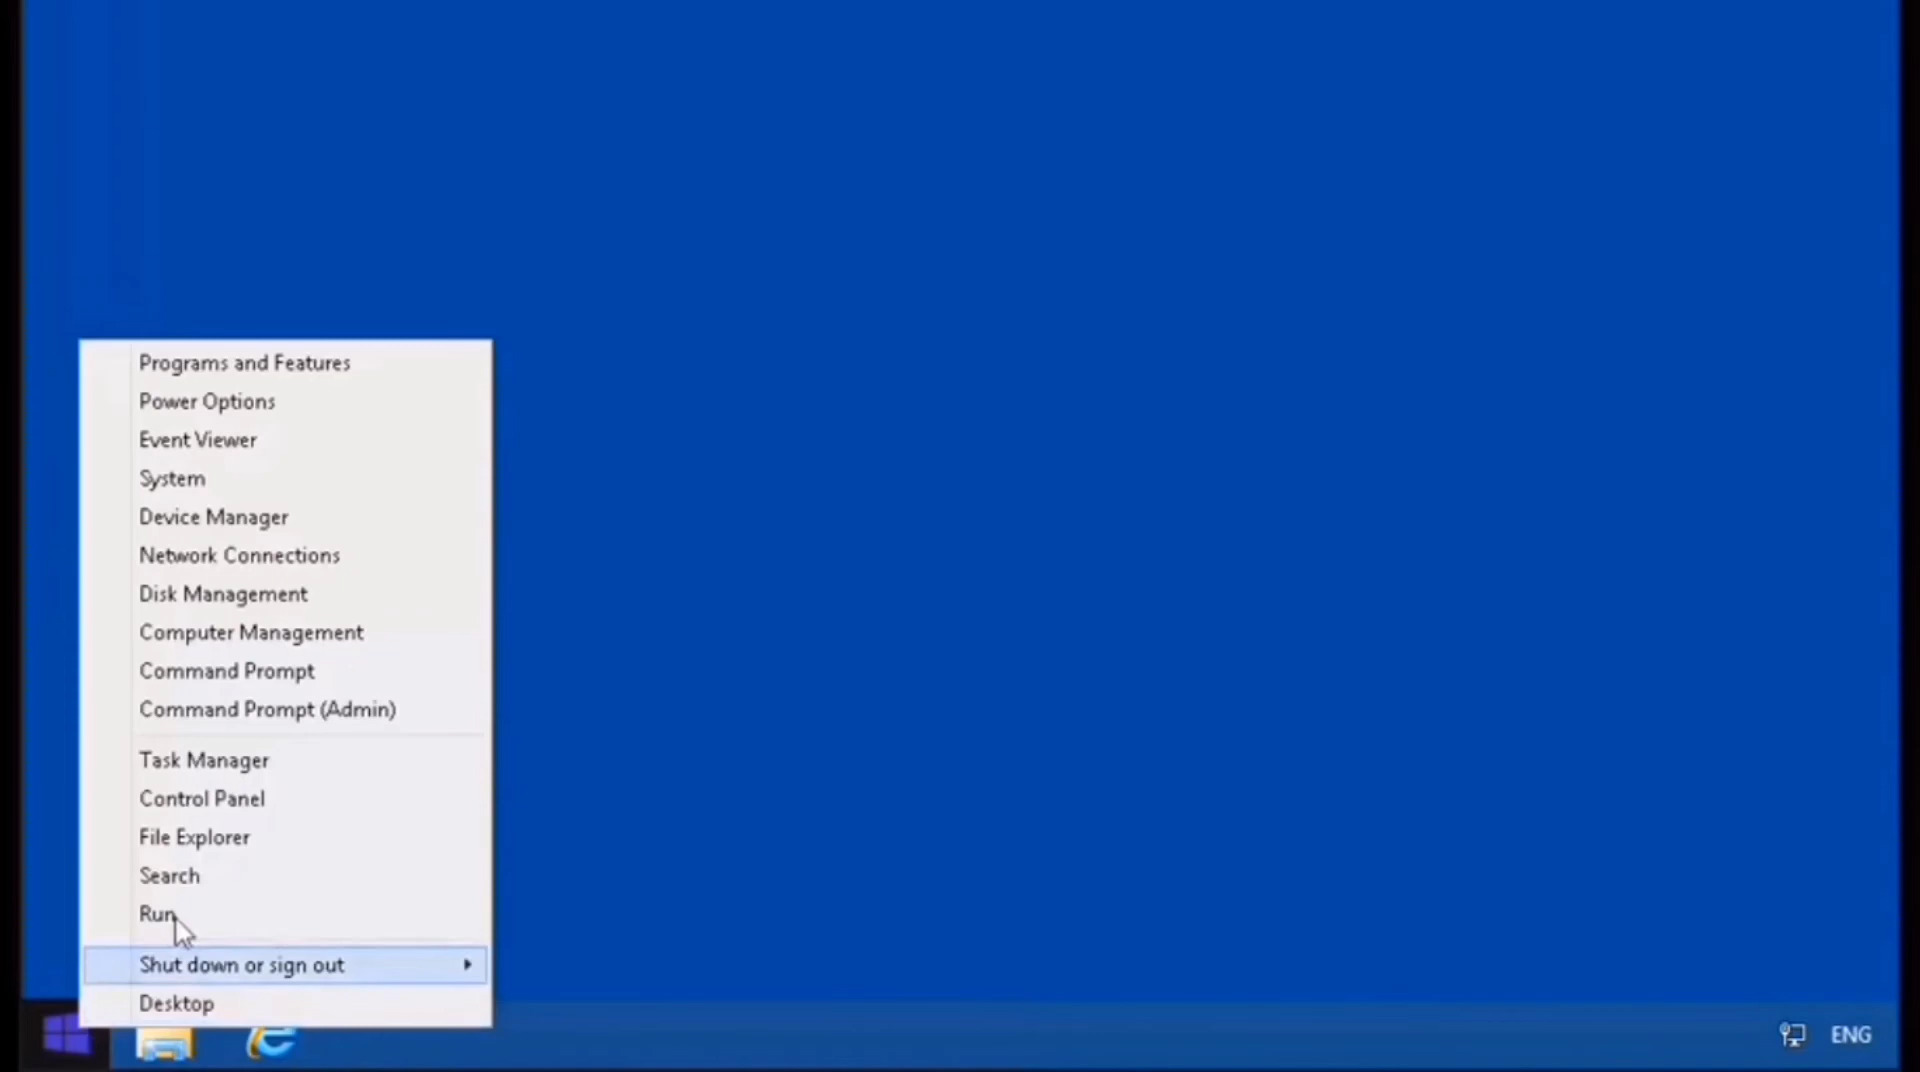 Programs and Features
Power Options
Event Viewer
System
Device Manager
Network Connections
Disk Management
Computer Management
Command Prompt
Command Prompt (Admin)
Task Manager
Control Panel
File Explorer
Search
Run
Shut down or sign out
Desktop
ENG